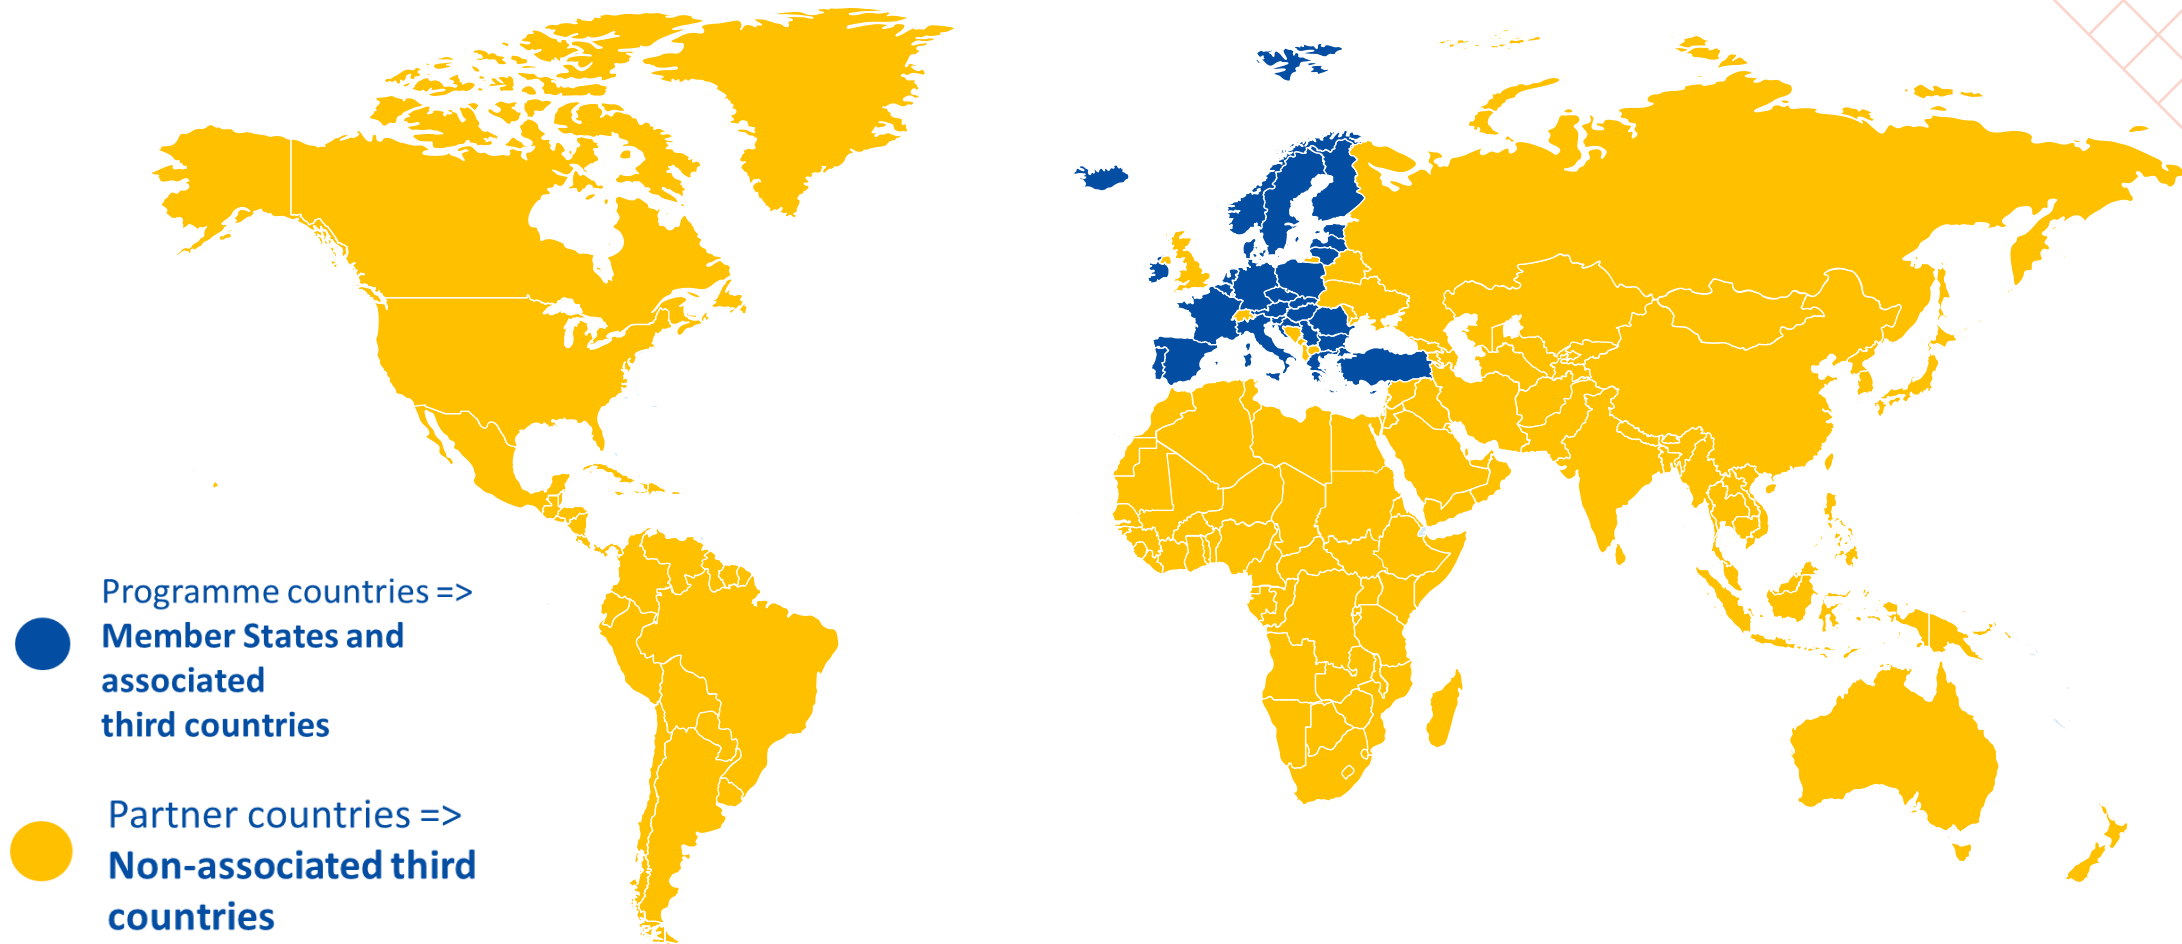 Programme countries =>
Member States and
associated
third countries
Partner countries =>
Non-associated third
countries